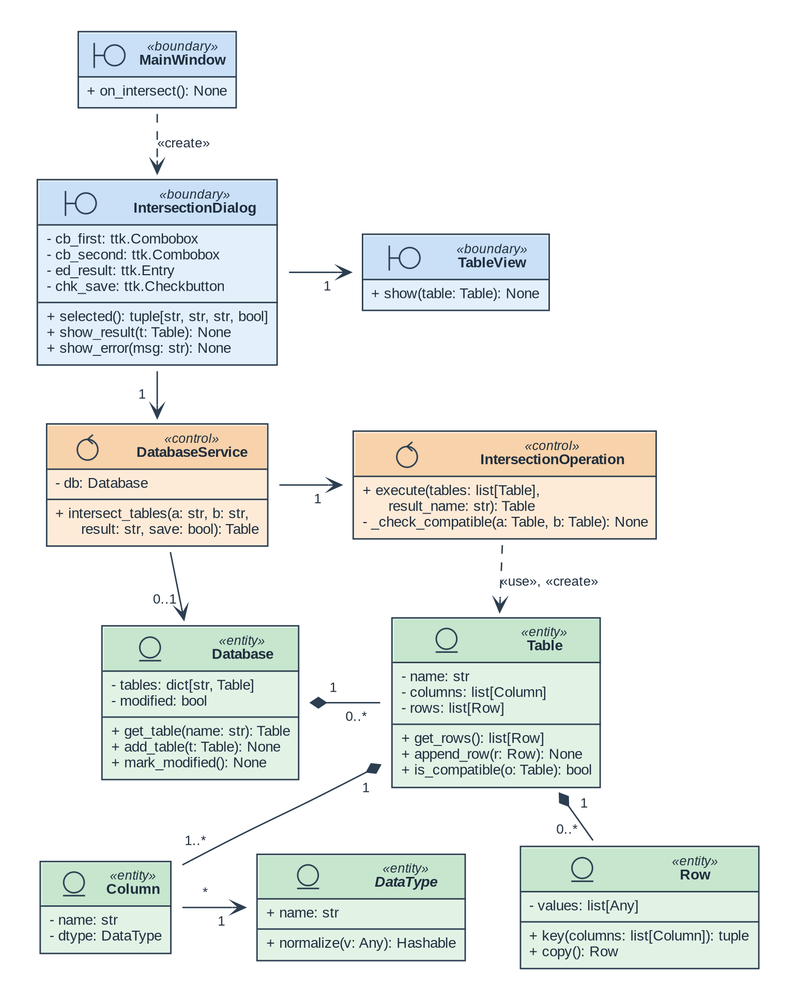 «boundary»
MainWindow
+ on_intersect(): None
«create»
«boundary»
IntersectionDialog
- cb_first: ttk.Combobox
- cb_second: ttk.Combobox
- ed_result: ttk.Entry
- chk_save: ttk.Checkbutton
+ selected(): tuple[str, str, str, bool]
+ show_result(t: Table): None
+ show_error(msg: str): None
1
«boundary»
TableView
+ show(table: Table): None
1
«control»
DatabaseService
- db: Database
+ intersect_tables(a: str, b: str,
result: str, save: bool): Table
1
«control»
IntersectionOperation
+ execute(tables: list[Table],
result_name: str): Table
- _check_compatible(a: Table, b: Table): None
0..1
«use», «create»
«entity»
Database
- tables: dict[str, Table]
- modified: bool
+ get_table(name: str): Table
+ add_table(t: Table): None
+ mark_modified(): None
1
0..*
«entity»
Table
- name: str
- columns: list[Column]
- rows: list[Row]
+ get_rows(): list[Row]
+ append_row(r: Row): None
+ is_compatible(o: Table): bool
1
1..*
1
0..*
«entity»
Column
- name: str
- dtype: DataType
*
1
«entity»
DataType
+ name: str
+ normalize(v: Any): Hashable
«entity»
Row
- values: list[Any]
+ key(columns: list[Column]): tuple
+ copy(): Row